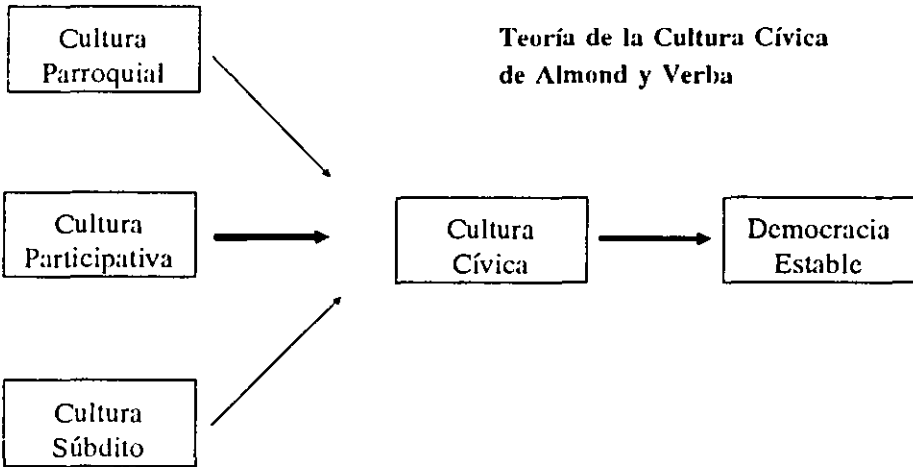 Teoría de la Cultura Cívica
de Almond y Verba
Cultura
Parroquial
Cultura
Participativa
Cultura
Súbdito
Cultura
Cívica
Democracia
Estable